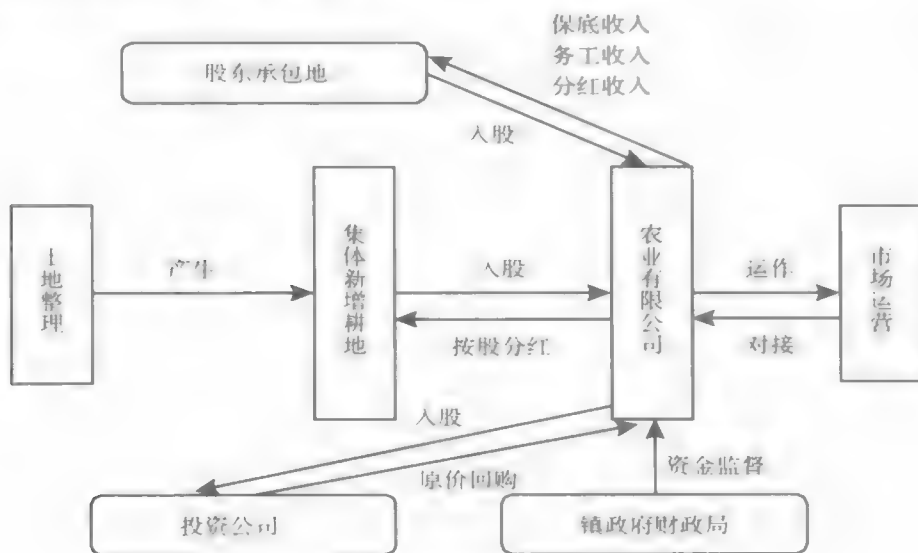 保底收入
务工收入
分红收入
股东承包地
入股
土地整理
产生
集体新增耕地
入股
按股分红
农业有限公司
运作
对接
市场运营
入股
原价回购
资金监督
投资公司
镇政府财政局